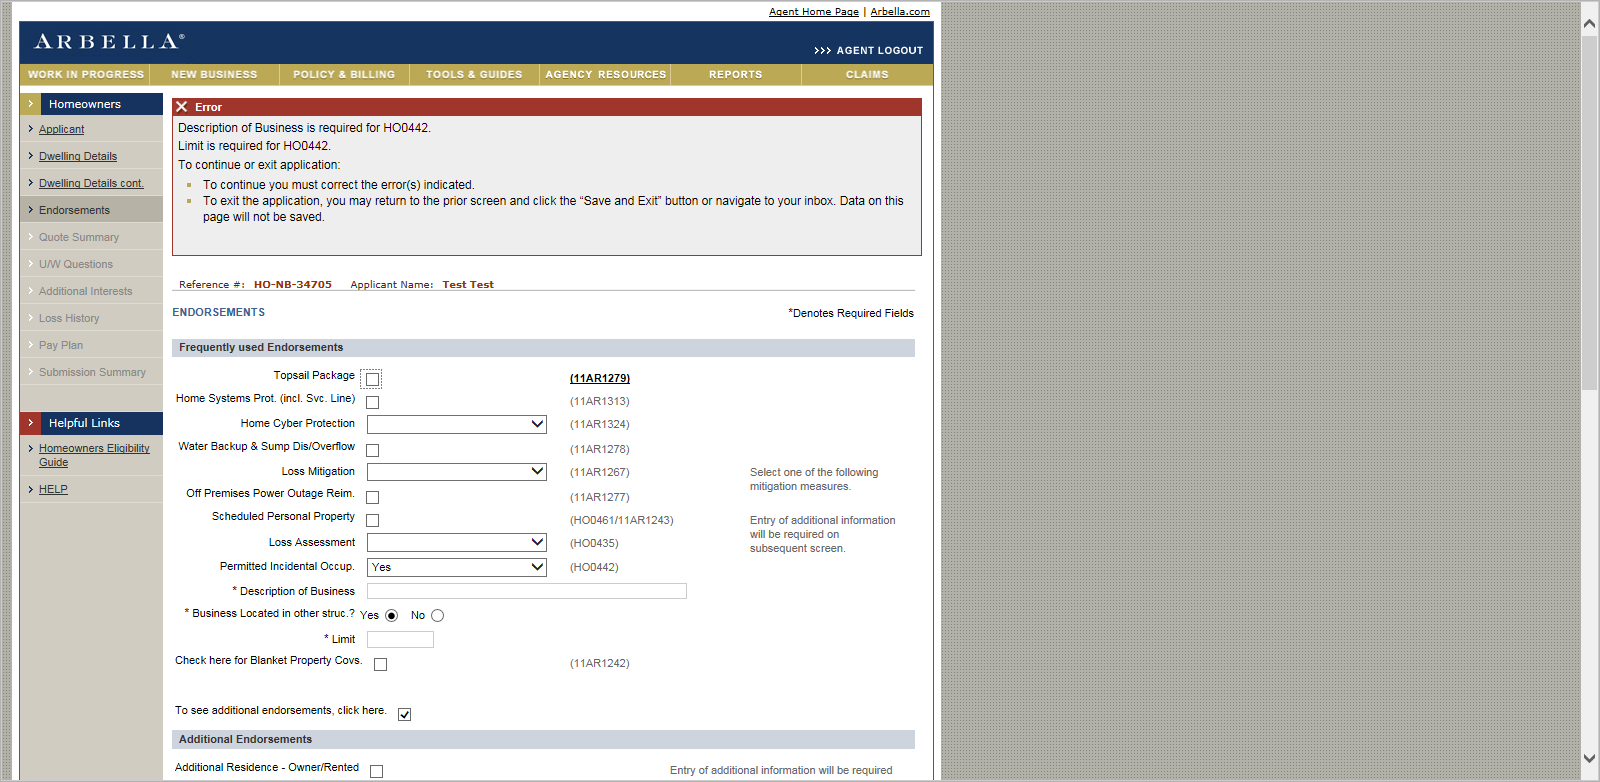 Agent Home Page | Arbella.com
ARBELLA®
>>> AGENT LOGOUT
WORK IN PROGRESS NEW BUSINESS POLICY & BILLING TOOLS & GUIDES AGENCY RESOURCES REPORTS CLAIMS
Homeowners
Applicant
Dwelling Details
Dwelling Details cont.
Endorsements
Quote Summary
U/W Questions
Additional Interests
Loss History
Pay Plan
Submission Summary
Helpful Links
Homeowners Eligibility
Guide
HELP
Error
Description of Business is required for HO0442.
Limit is required for HO0442.
To continue or exit application:
To continue you must correct the error(s) indicated.
To exit the application, you may return to the prior screen and click the “Save and Exit” button or navigate to your inbox. Data on this
page will not be saved.
Reference #: HO-NB-34705 Applicant Name: Test Test
ENDORSEMENTS
*Denotes Required Fields
Frequently used Endorsements
Topsail Package (11AR1279)
Home Systems Prot. (incl. Svc. Line) (11AR1313)
Home Cyber Protection (11AR1324)
Water Backup & Sump Dis/Overflow (11AR1278)
Loss Mitigation (11AR1267) Select one of the following
mitigation measures.
Off Premises Power Outage Reim. (11AR1277)
Scheduled Personal Property (HO0461/11AR1243) Entry of additional information
will be required on
subsequent screen.
Loss Assessment (HO0435)
Permitted Incidental Occup. Yes (HO0442)
* Description of Business
* Business Located in other struc.? Yes No
* Limit
Check here for Blanket Property Covs. (11AR1242)
To see additional endorsements, click here.
Additional Endorsements
Additional Residence - Owner/Rented Entry of additional information will be required